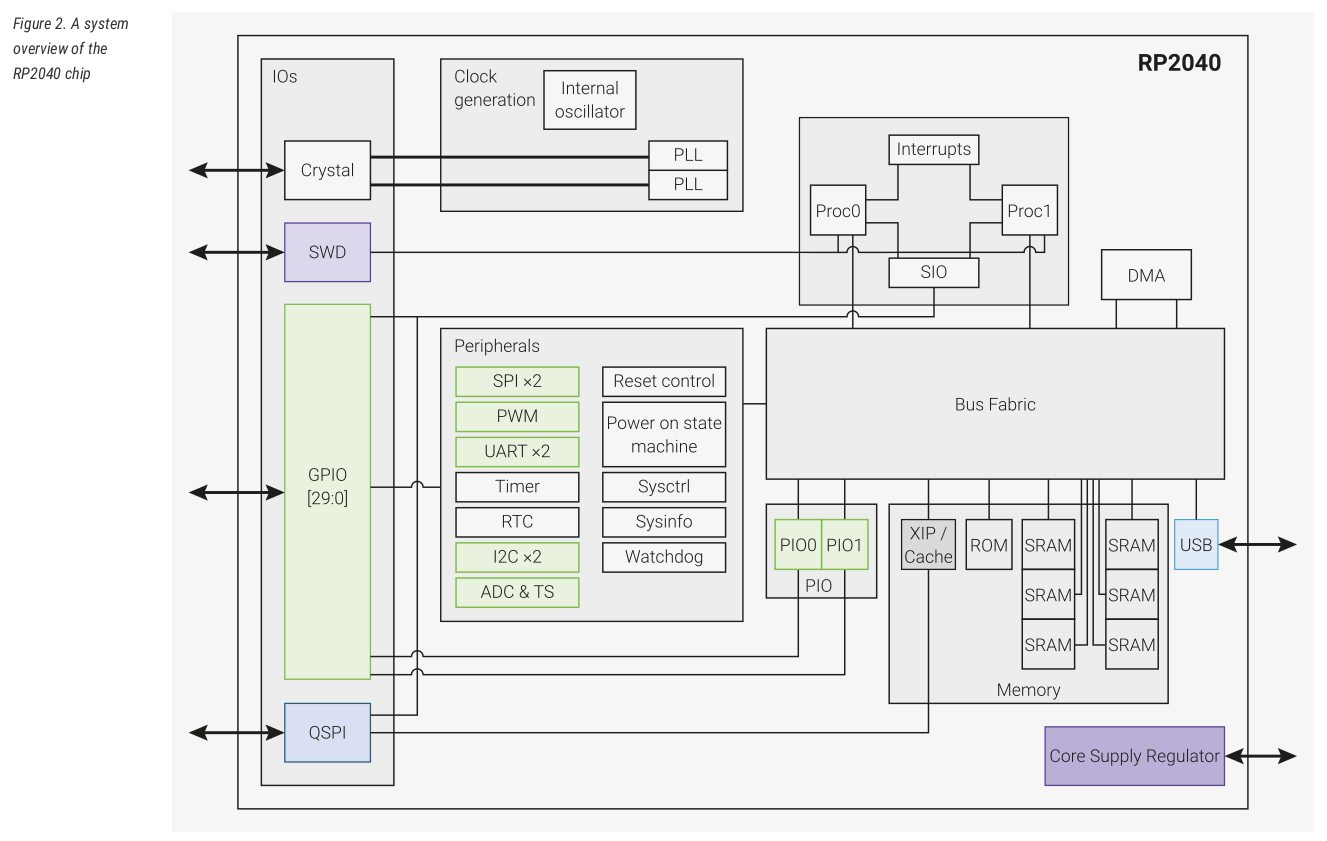 Figure 2. A system
overview of the
RP2040 chip
RP2040
IOs
Crystal
SWD
GPIO
[29:0]
QSPI
Clock
generation
Internal
oscillator
PLL
PLL
Interrupts
Proc0
Proc1
SIO
DMA
Peripherals
SPI ×2
PWM
UART ×2
Timer
RTC
I2C ×2
ADC & TS
Reset control
Power on state
machine
Sysctrl
Sysinfo
Watchdog
Bus Fabric
PIO0
PIO1
PIO
XIP /
Cache
ROM
SRAM
SRAM
SRAM
SRAM
SRAM
SRAM
Memory
USB
Core Supply Regulator